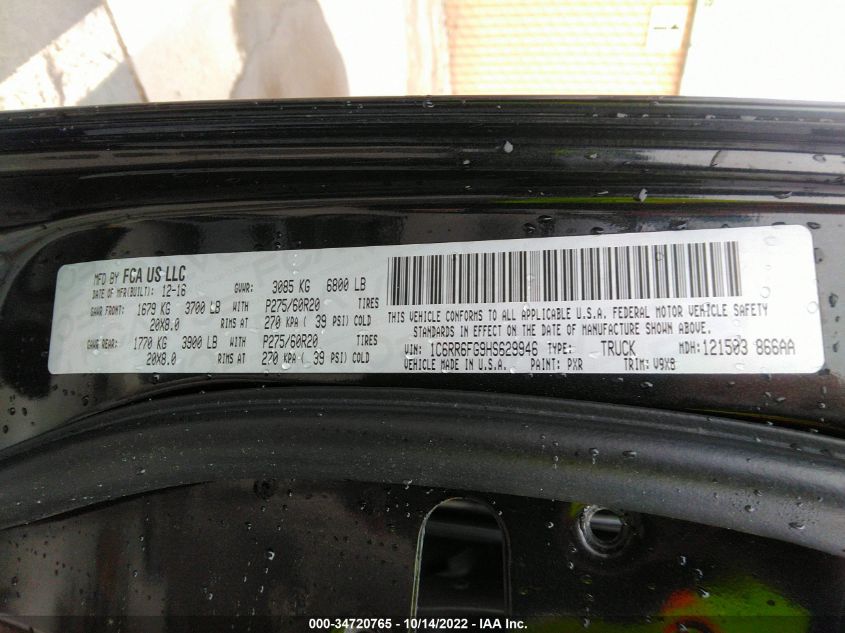 MFD BY FCA US LLC
DATE OF MFR(BUILT): 12-16 GVWR: 3085 KG 6800 LB
GAWR FRONT: 1679 KG 3700 LB WITH P275/60R20 TIRES
20X8.0 RIMS AT 270 KPA ( 39 PSI) COLD
GAWR REAR: 1770 KG 3900 LB WITH P275/60R20 TIRES
20X8.0 RIMS AT 270 KPA ( 39 PSI) COLD
THIS VEHICLE CONFORMS TO ALL APPLICABLE U.S.A. FEDERAL MOTOR VEHICLE SAFETY
STANDARDS IN EFFECT ON THE DATE OF MANUFACTURE SHOWN ABOVE.
VIN: 1C6RR6FG9HS629946 TYPE: TRUCK MDH: 121503 866AA
VEHICLE MADE IN U.S.A. PAINT: PXR TRIM: V9X8
000-34720765 - 10/14/2022 - IAA Inc.